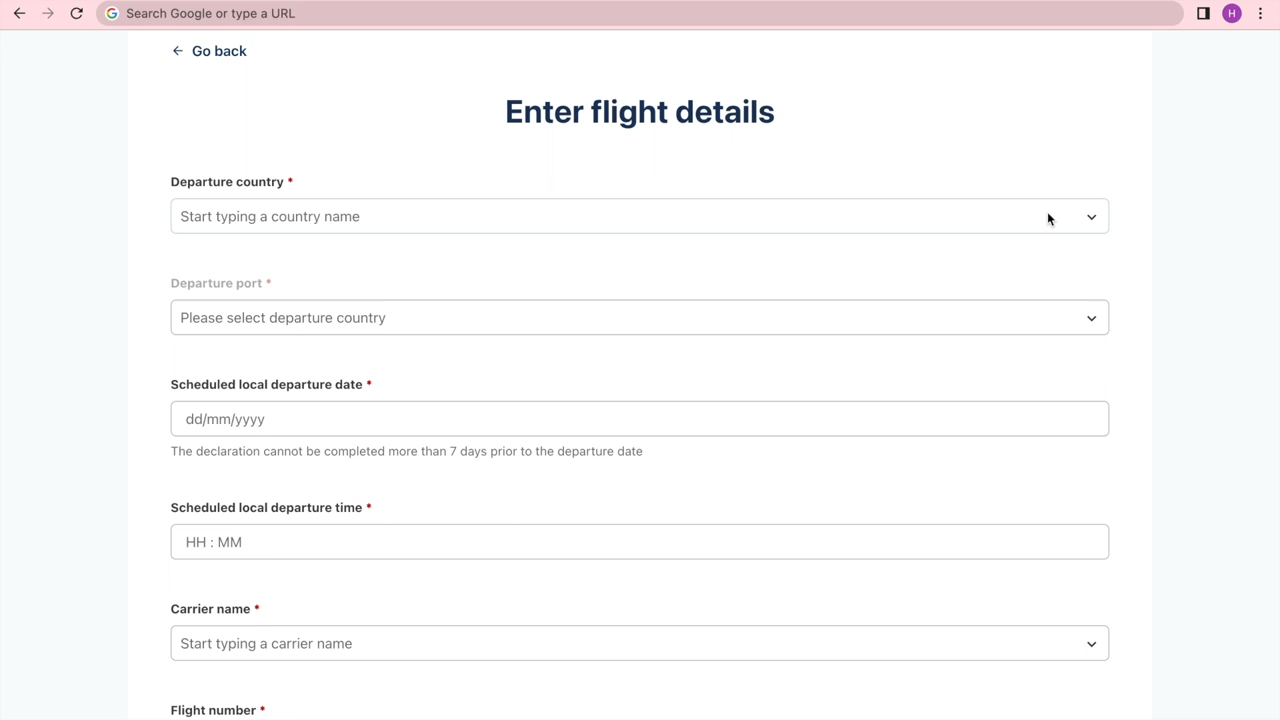 Search Google or type a URL
H
Go back
Enter flight details
Departure country *
Start typing a country name
Departure port *
Please select departure country
Scheduled local departure date *
dd/mm/yyyy
The declaration cannot be completed more than 7 days prior to the departure date
Scheduled local departure time *
HH : MM
Carrier name *
Start typing a carrier name
Flight number *